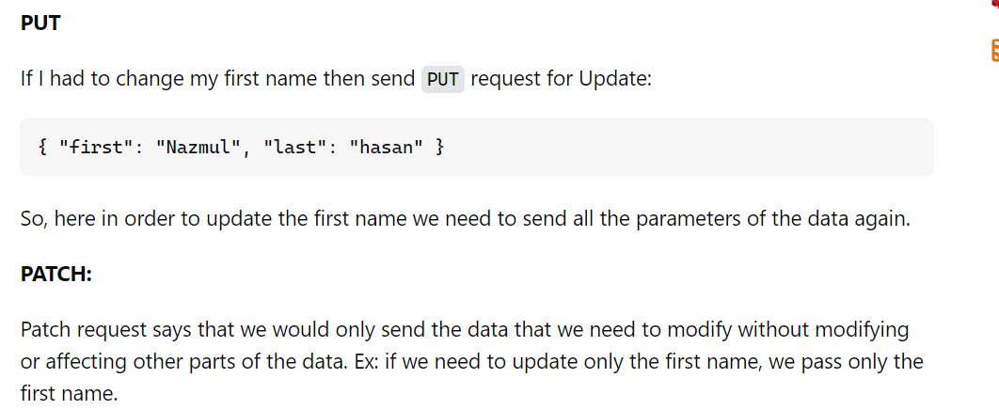 PUT
If I had to change my first name then send PUT request for Update:
{ "first": "Nazmul", "last": "hasan" }
So, here in order to update the first name we need to send all the parameters of the data again.
PATCH:
Patch request says that we would only send the data that we need to modify without modifying
or affecting other parts of the data. Ex: if we need to update only the first name, we pass only the
first name.